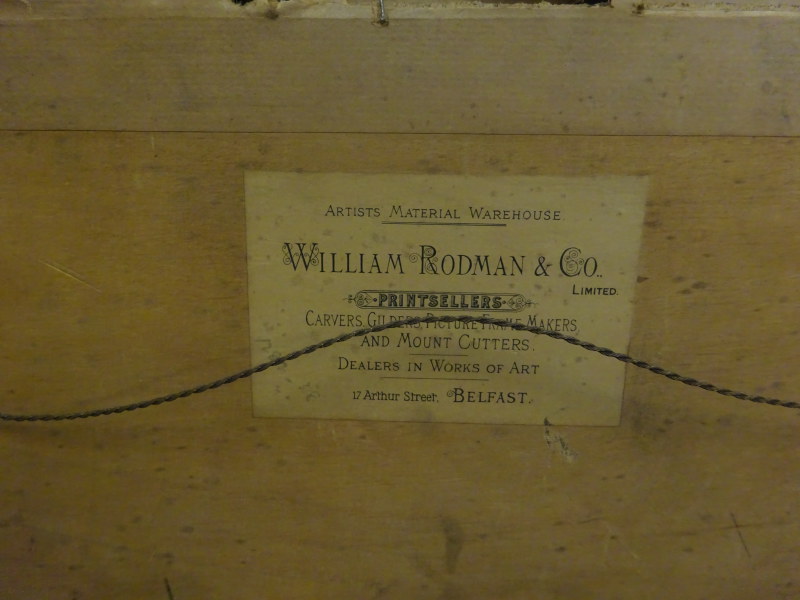 ARTISTS MATERIAL WAREHOUSE.
WILLIAM RODMAN & CO.,
LIMITED.
PRINTSELLERS
CARVERS, GILDERS, PICTURE FRAME MAKERS,
AND MOUNT CUTTERS.
DEALERS IN WORKS OF ART
17 Arthur Street, BELFAST.